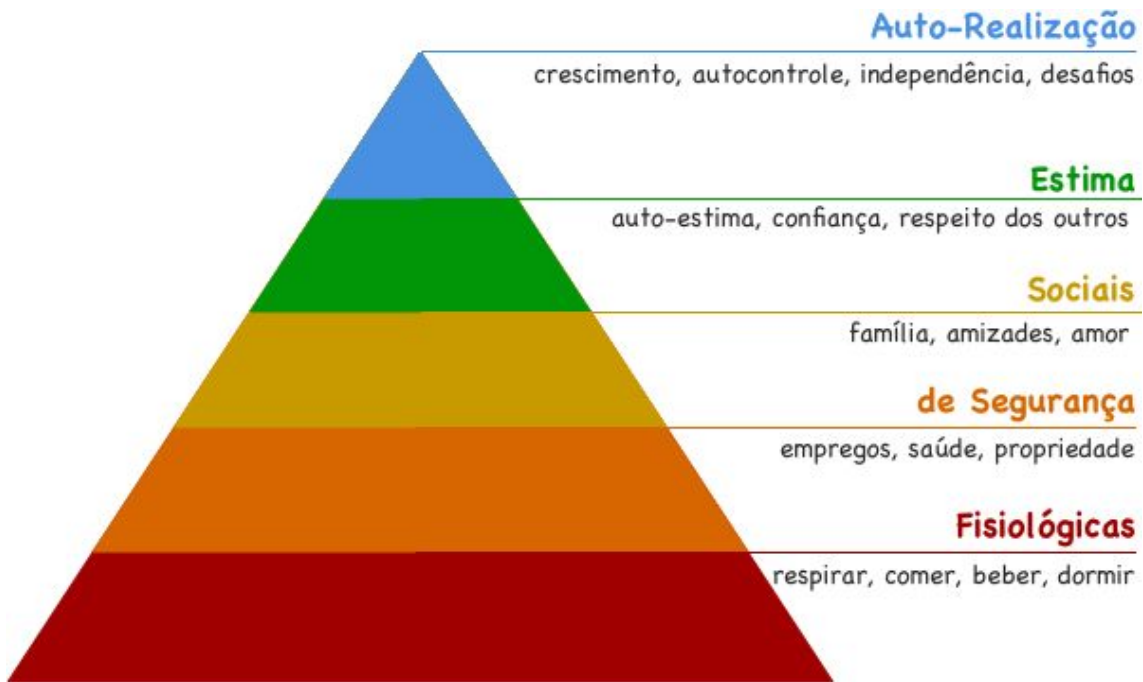 Auto-Realização
crescimento, autocontrole, independência, desafios
Estima
auto-estima, confiança, respeito dos outros
Sociais
família, amizades, amor
de Segurança
empregos, saúde, propriedade
Fisiológicas
respirar, comer, beber, dormir